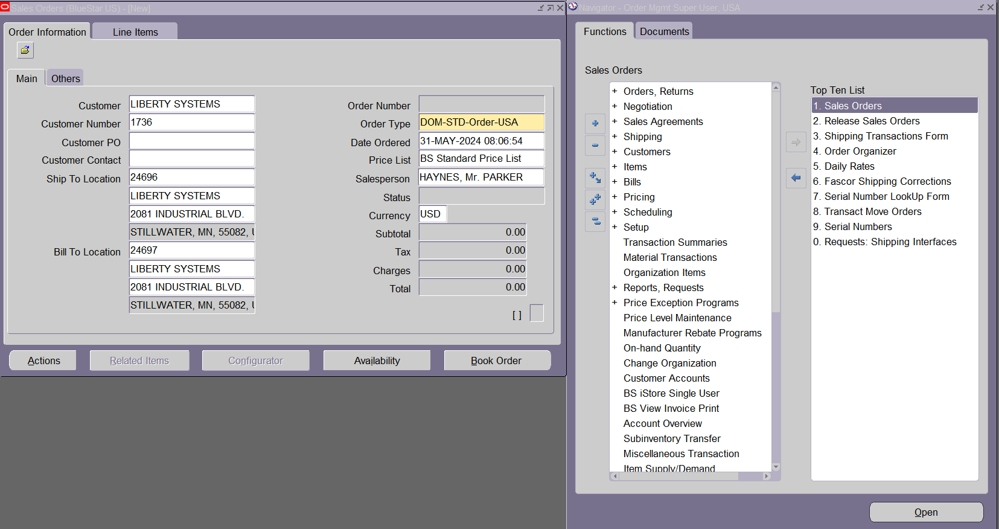 Sales Orders (BlueStar US) - [New]
Order Information
Line Items
Main
Others
Customer LIBERTY SYSTEMS
Customer Number 1736
Customer PO
Customer Contact
Ship To Location 24696
LIBERTY SYSTEMS
2081 INDUSTRIAL BLVD.
STILLWATER, MN, 55082,
Bill To Location 24697
LIBERTY SYSTEMS
2081 INDUSTRIAL BLVD.
STILLWATER, MN, 55082,
Order Number
Order Type DOM-STD-Order-USA
Date Ordered 31-MAY-2024 08:06:54
Price List BS Standard Price List
Salesperson HAYNES, Mr. PARKER
Status
Currency USD
Subtotal 0.00
Tax 0.00
Charges 0.00
Total 0.00
[ ]
Actions
Related Items
Configurator
Availability
Book Order
Navigator - Order Mgmt Super User, USA
Functions
Documents
Sales Orders
+ Orders, Returns
+ Negotiation
+ Sales Agreements
+ Shipping
+ Customers
+ Items
+ Bills
+ Pricing
+ Scheduling
+ Setup
Transaction Summaries
Material Transactions
Organization Items
+ Reports, Requests
+ Price Exception Programs
Price Level Maintenance
Manufacturer Rebate Programs
On-hand Quantity
Change Organization
Customer Accounts
BS iStore Single User
BS View Invoice Print
Account Overview
Subinventory Transfer
Miscellaneous Transaction
Item Supply/Demand
Top Ten List
1. Sales Orders
2. Release Sales Orders
3. Shipping Transactions Form
4. Order Organizer
5. Daily Rates
6. Fascor Shipping Corrections
7. Serial Number LookUp Form
8. Transact Move Orders
9. Serial Numbers
0. Requests: Shipping Interfaces
Open